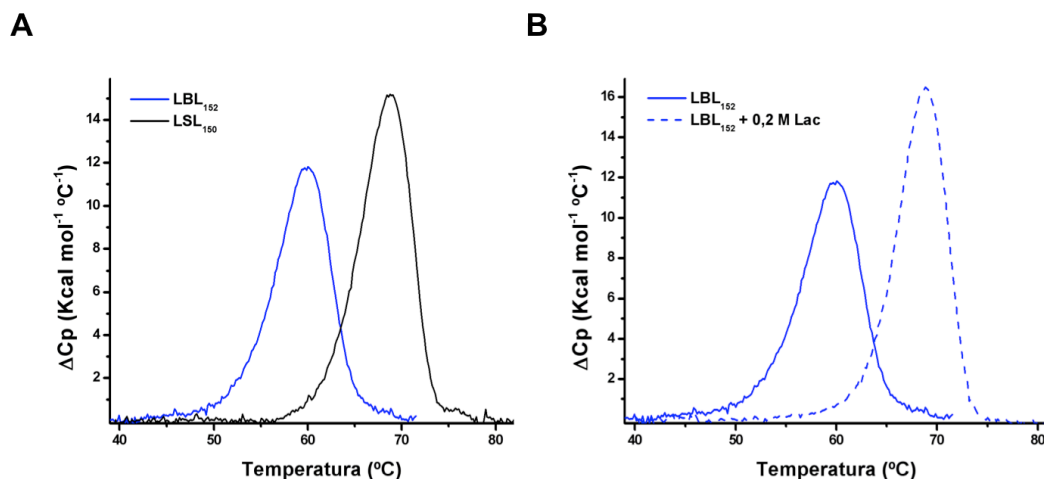 A
B
LBL152
LSL150
ΔCp (Kcal mol-1 ºC-1)
14
12
10
8
6
4
2
40
50
60
70
80
Temperatura (ºC)
LBL152
LBL152 + 0,2 M Lac
ΔCp (Kcal mol-1 ºC-1)
16
14
12
10
8
6
4
2
40
50
60
70
80
Temperatura (ºC)